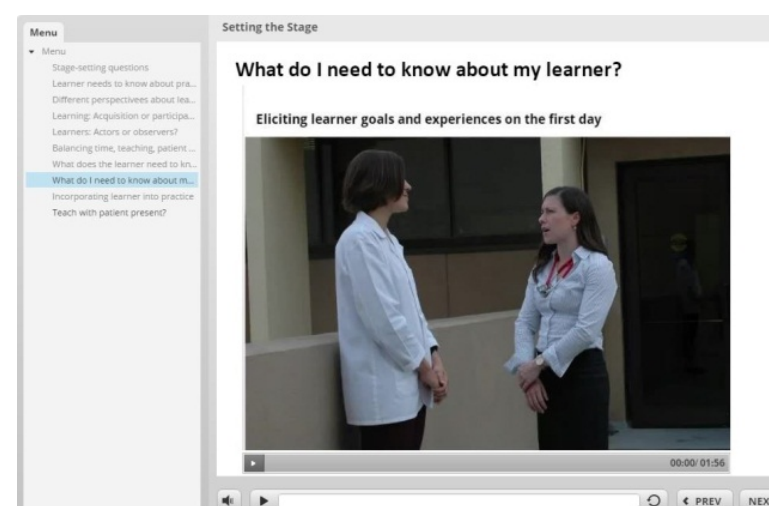 Menu
Menu
Stage-setting questions
Learner needs to know about pra...
Different perspectivees about lea...
Learning: Acquisition or participa...
Learners: Actors or observers?
Balancing time, teaching, patient ...
What does the learner need to kn...
What do I need to know about m...
Incorporating learner into practice
Teach with patient present?
Setting the Stage
What do I need to know about my learner?
Eliciting learner goals and experiences on the first day
00:00/ 01:56
PREV
NEX